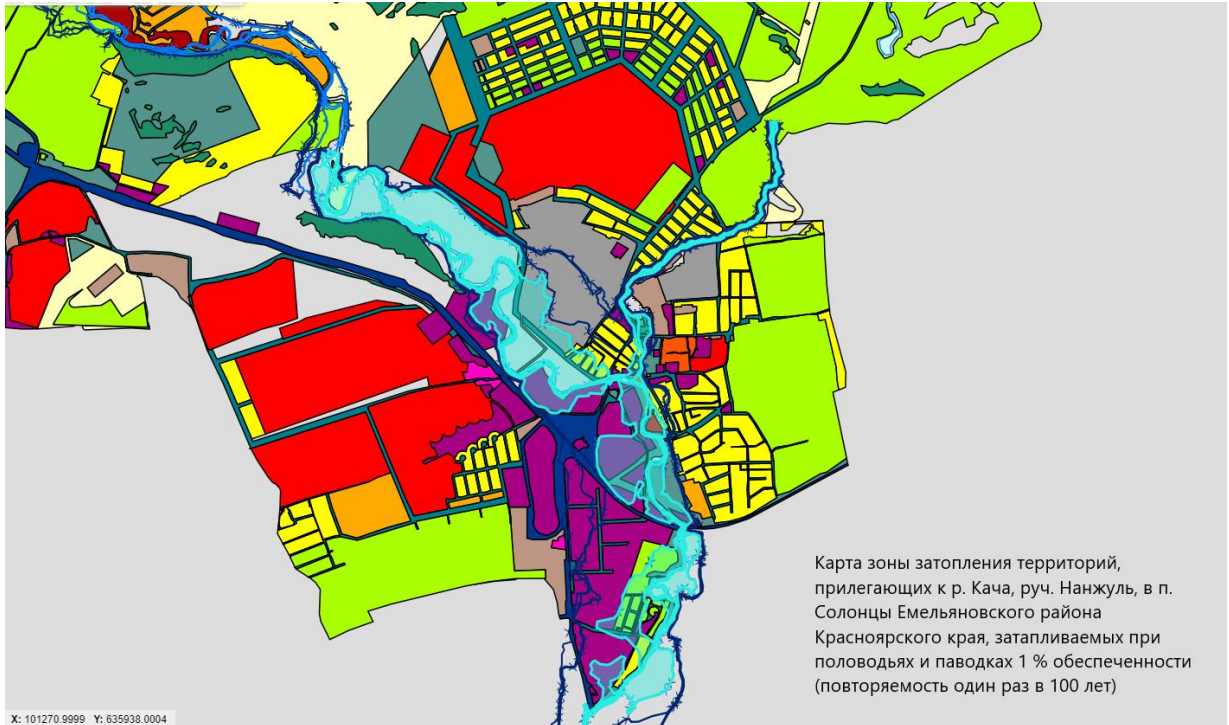 Карта зоны затопления территорий,
прилегающих к р. Кача, руч. Нанжуль, в п.
Солонцы Емельяновского района
Красноярского края, затапливаемых при
половодьях и паводках 1 % обеспеченности
(повторяемость один раз в 100 лет)
X: 101270.9999 Y: 635938.0004